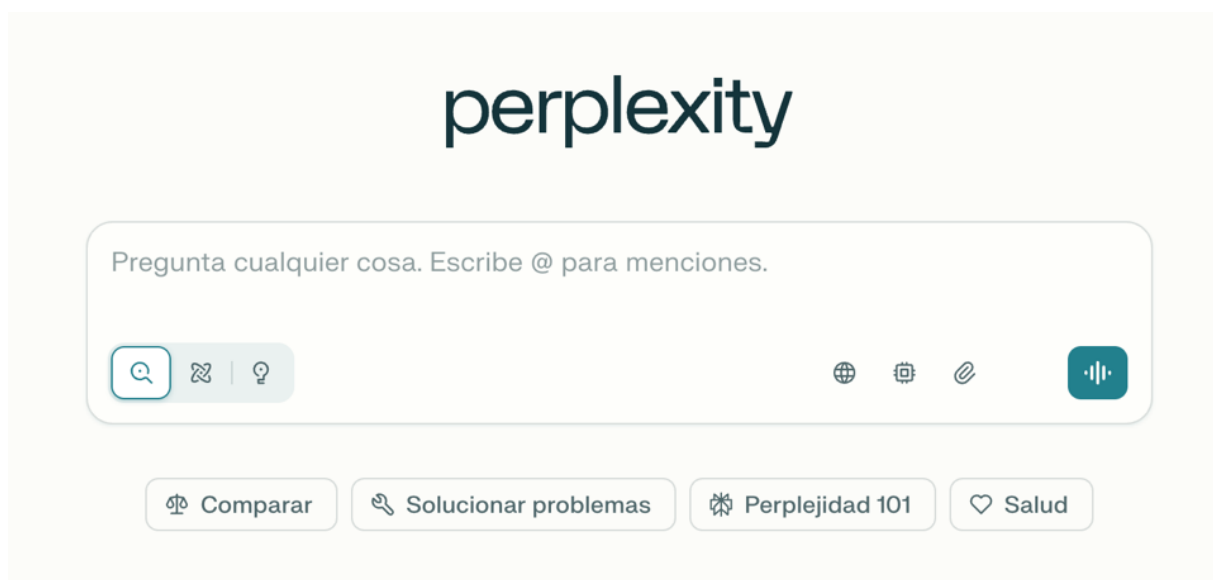 perplexity
Pregunta cualquier cosa. Escribe @ para menciones.
Comparar
Solucionar problemas
Perplejidad 101
Salud